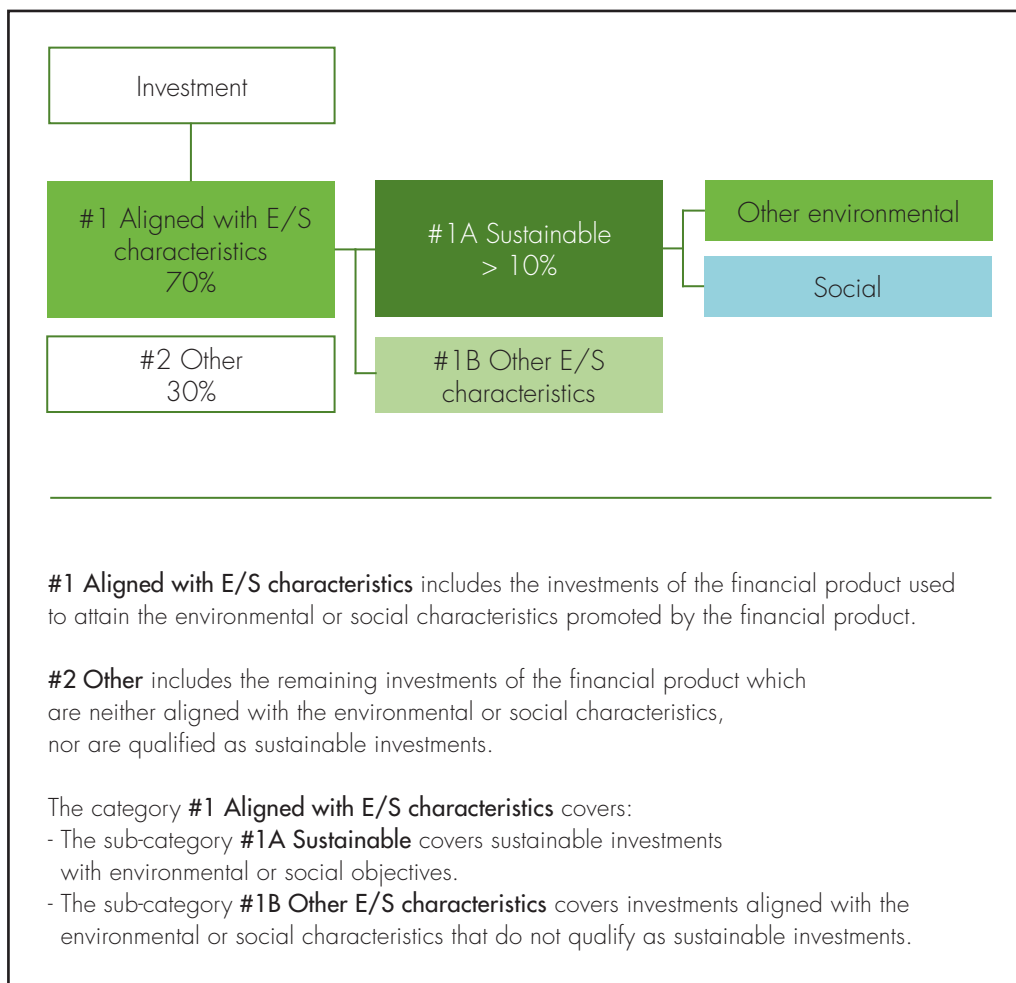 Investment
#1 Aligned with E/S
characteristics
70%
#1A Sustainable
> 10%
Other environmental
Social
#2 Other
30%
#1B Other E/S
characteristics
#1 Aligned with E/S characteristics includes the investments of the financial product used
to attain the environmental or social characteristics promoted by the financial product.
#2 Other includes the remaining investments of the financial product which
are neither aligned with the environmental or social characteristics,
nor are qualified as sustainable investments.
The category #1 Aligned with E/S characteristics covers:
- The sub-category #1A Sustainable covers sustainable investments
with environmental or social objectives.
- The sub-category #1B Other E/S characteristics covers investments aligned with the
environmental or social characteristics that do not qualify as sustainable investments.